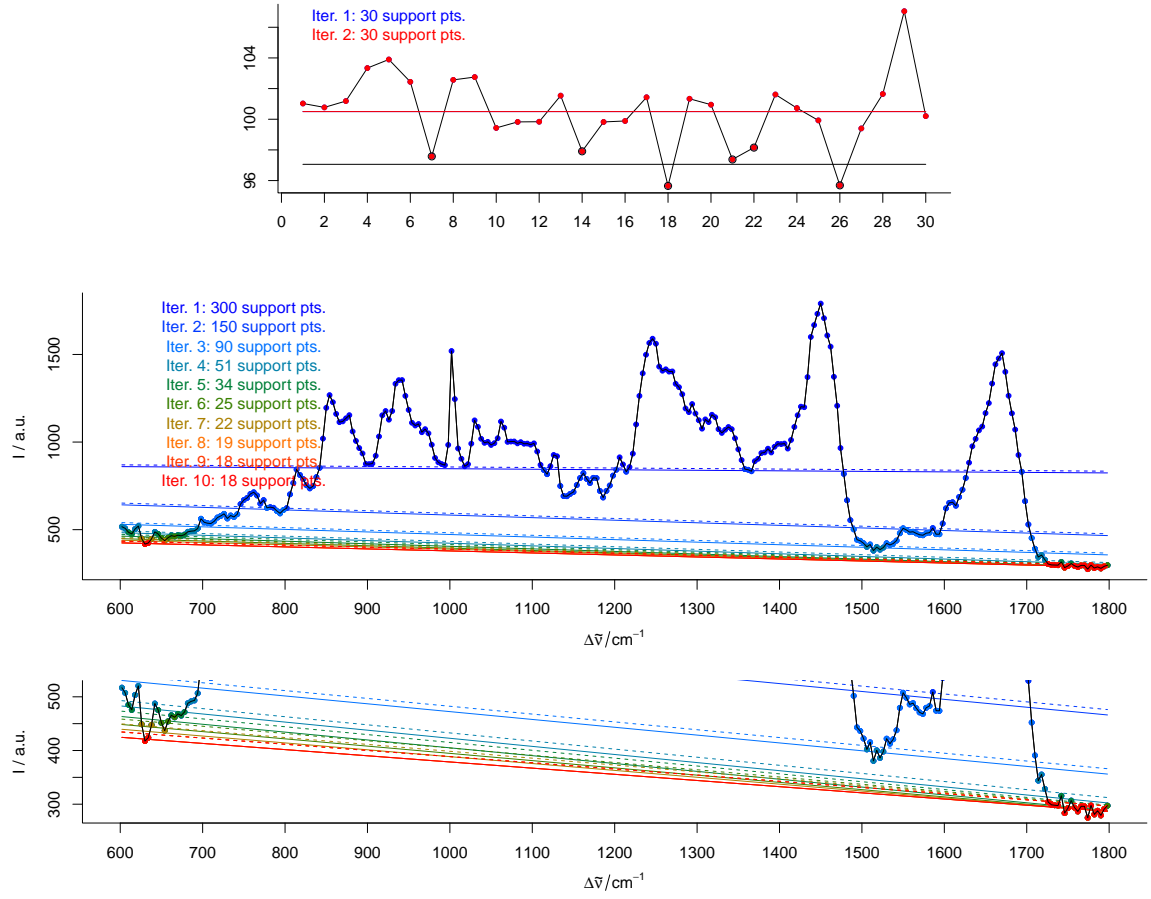 Iter. 1: 30 support pts.
Iter. 2: 30 support pts.
104
100
96
0 2 4 6 8 10 12 14 16 18 20 22 24 26 28 30
Iter. 1: 300 support pts.
Iter. 2: 150 support pts.
Iter. 3: 90 support pts.
Iter. 4: 51 support pts.
Iter. 5: 34 support pts.
Iter. 6: 25 support pts.
Iter. 7: 22 support pts.
Iter. 8: 19 support pts.
Iter. 9: 18 support pts.
Iter. 10: 18 support pts.
I / a.u.
1500
1000
500
600 700 800 900 1000 1100 1200 1300 1400 1500 1600 1700 1800
Δν̃/cm⁻¹
I / a.u.
500
400
300
600 700 800 900 1000 1100 1200 1300 1400 1500 1600 1700 1800
Δν̃/cm⁻¹